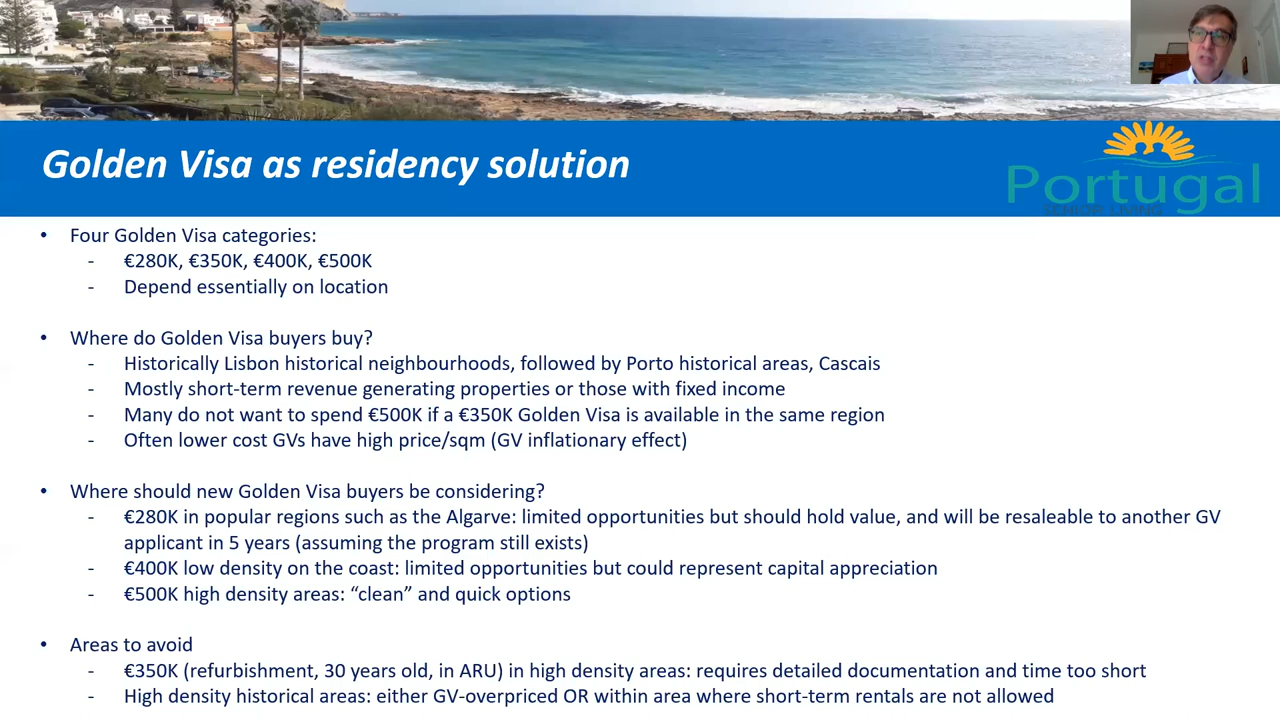 Golden Visa as residency solution
Portugal
SENIOR LIVING
• Four Golden Visa categories:
- €280K, €350K, €400K, €500K
- Depend essentially on location
• Where do Golden Visa buyers buy?
- Historically Lisbon historical neighbourhoods, followed by Porto historical areas, Cascais
- Mostly short-term revenue generating properties or those with fixed income
- Many do not want to spend €500K if a €350K Golden Visa is available in the same region
- Often lower cost GVs have high price/sqm (GV inflationary effect)
• Where should new Golden Visa buyers be considering?
- €280K in popular regions such as the Algarve: limited opportunities but should hold value, and will be resaleable to another GV
applicant in 5 years (assuming the program still exists)
- €400K low density on the coast: limited opportunities but could represent capital appreciation
- €500K high density areas: “clean” and quick options
• Areas to avoid
- €350K (refurbishment, 30 years old, in ARU) in high density areas: requires detailed documentation and time too short
- High density historical areas: either GV-overpriced OR within area where short-term rentals are not allowed